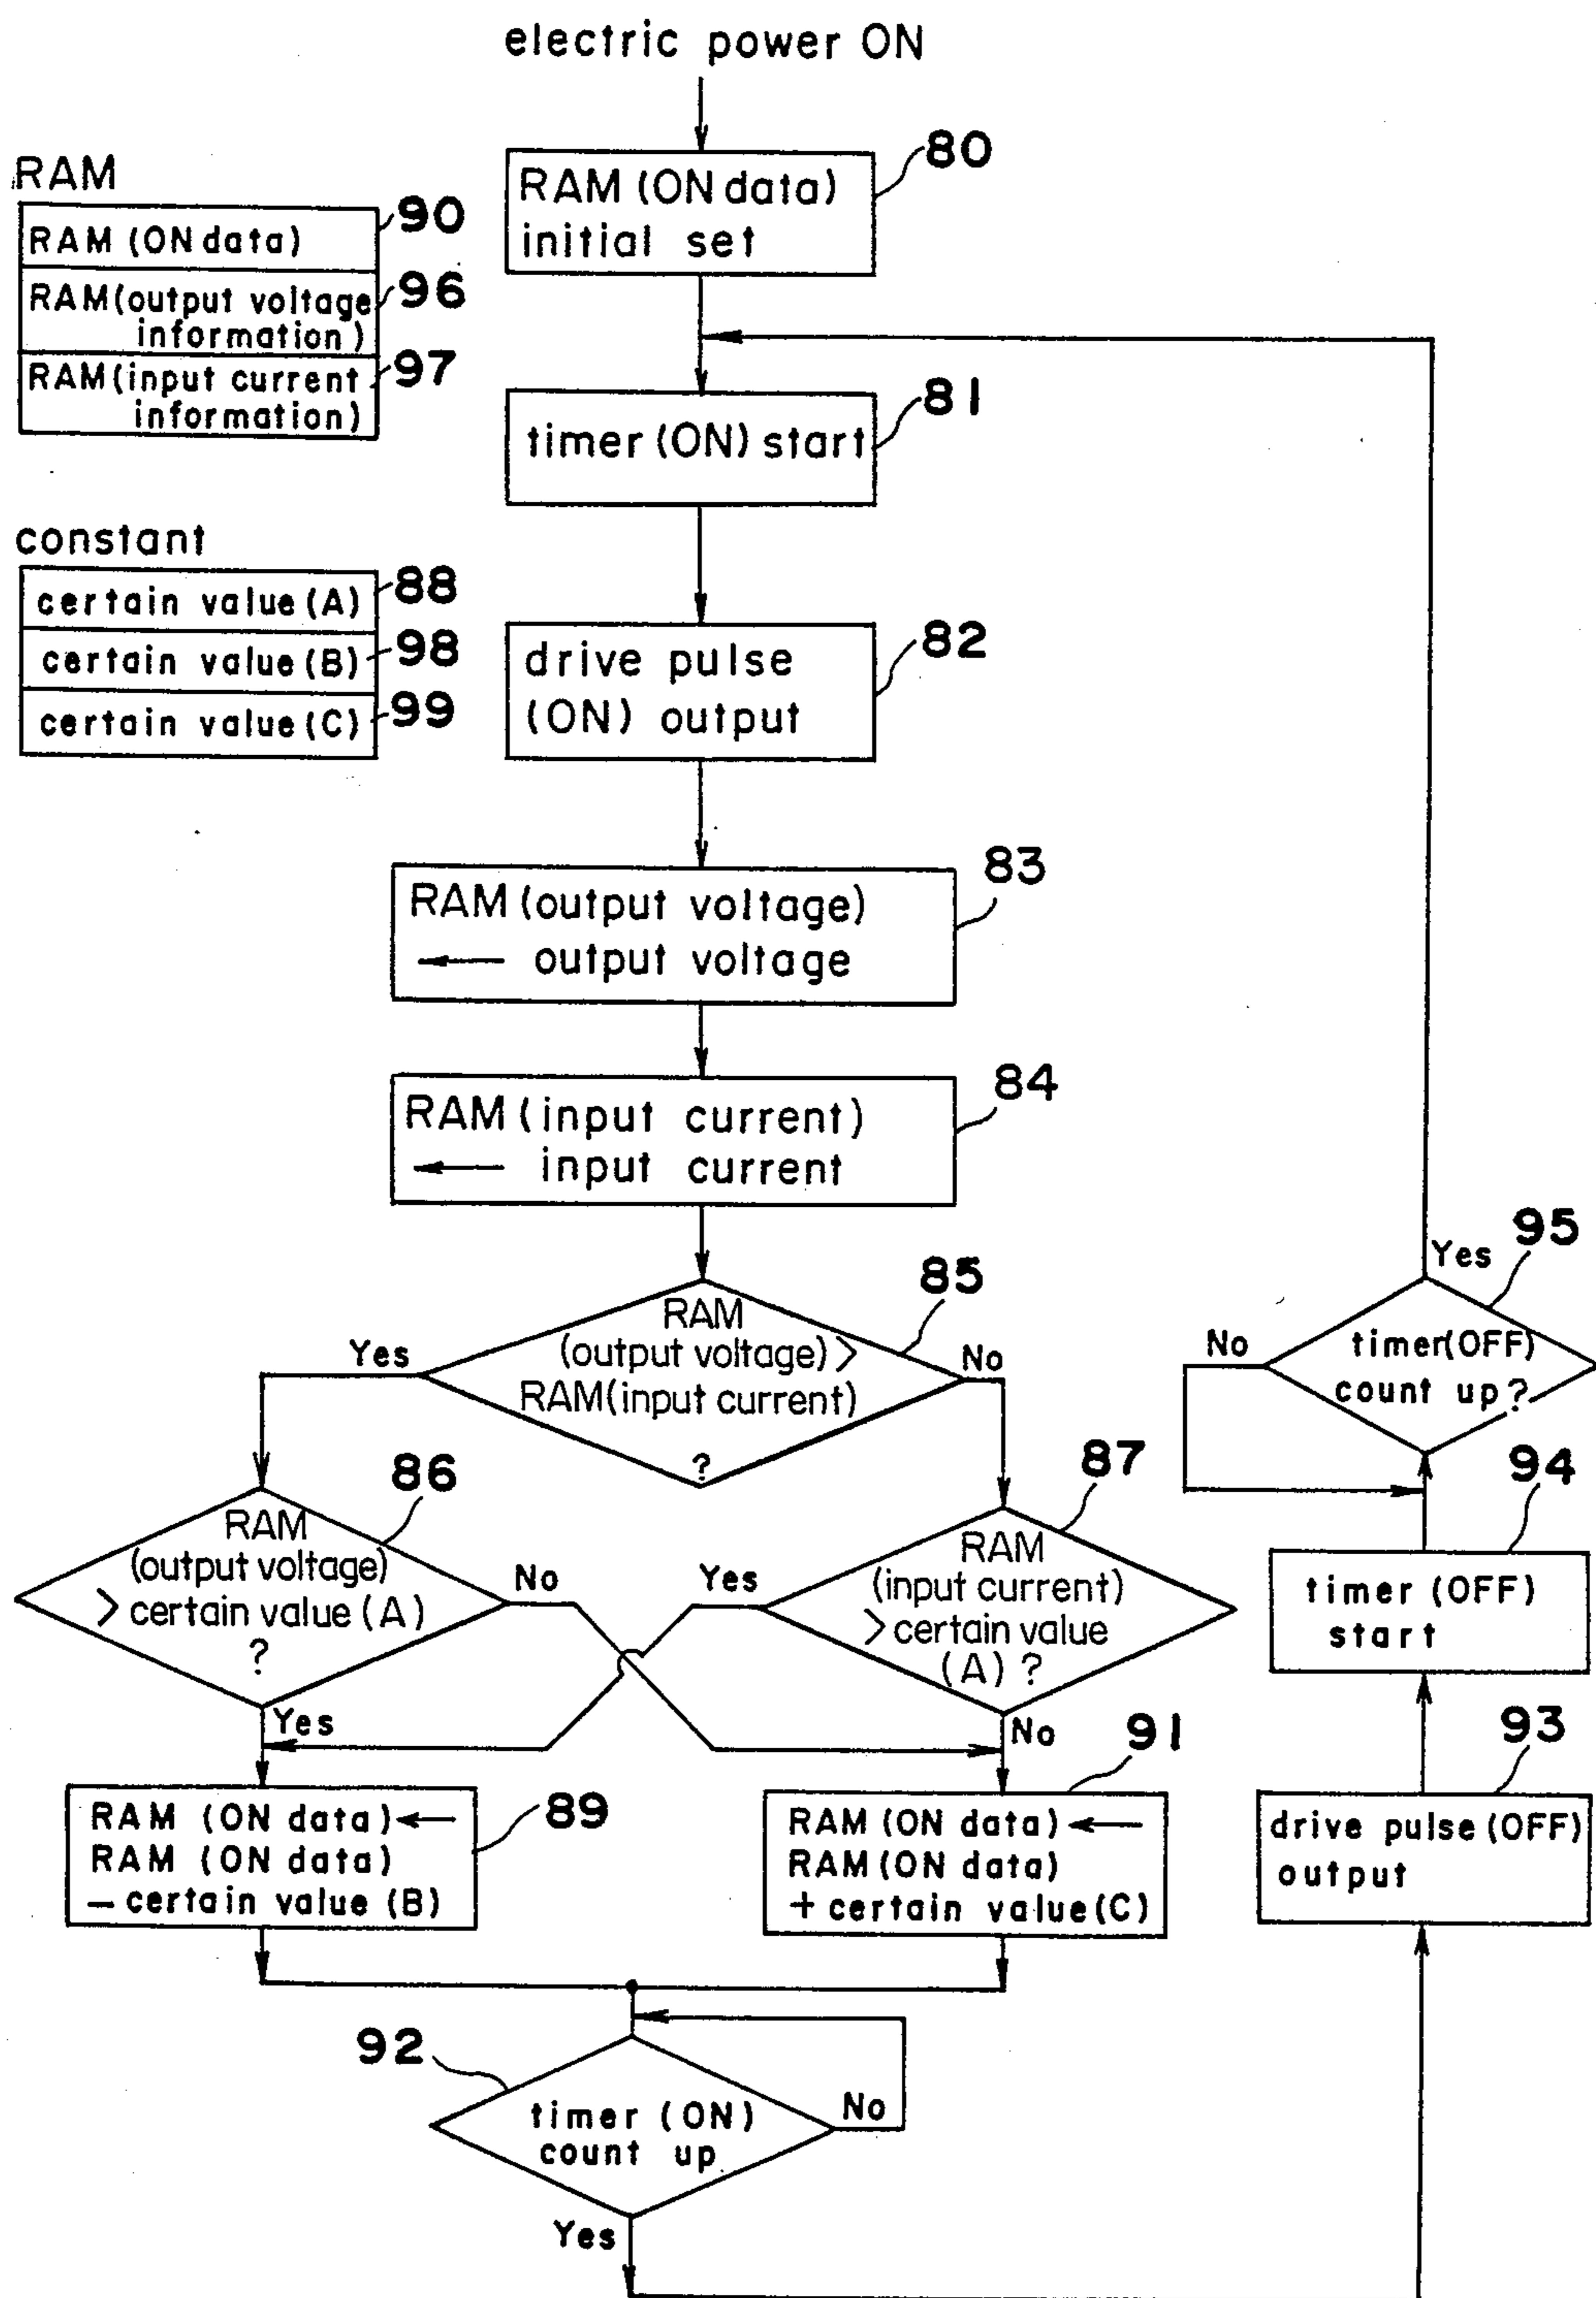 electric power ON
RAM (ON data)
initial set
80
RAM
RAM (ON data)
90
RAM(output voltage
information)
96
RAM(input current
information)
97
timer (ON) start
81
constant
certain value (A)
88
certain value (B)
98
certain value (C)
99
drive pulse
(ON) output
82
RAM (output voltage)
← output voltage
83
RAM (input current)
← input current
84
RAM
(output voltage) >
RAM(input current)
?
85
Yes
No
RAM
(output voltage)
> certain value (A)
?
86
No
Yes
RAM
(input current)
> certain value
(A) ?
87
Yes
No
RAM (ON data) ←
RAM (ON data)
− certain value (B)
89
RAM (ON data) ←
RAM (ON data)
+ certain value (C)
91
timer (ON)
count up
92
No
Yes
drive pulse (OFF)
output
93
timer (OFF)
start
94
timer(OFF)
count up?
95
No
Yes